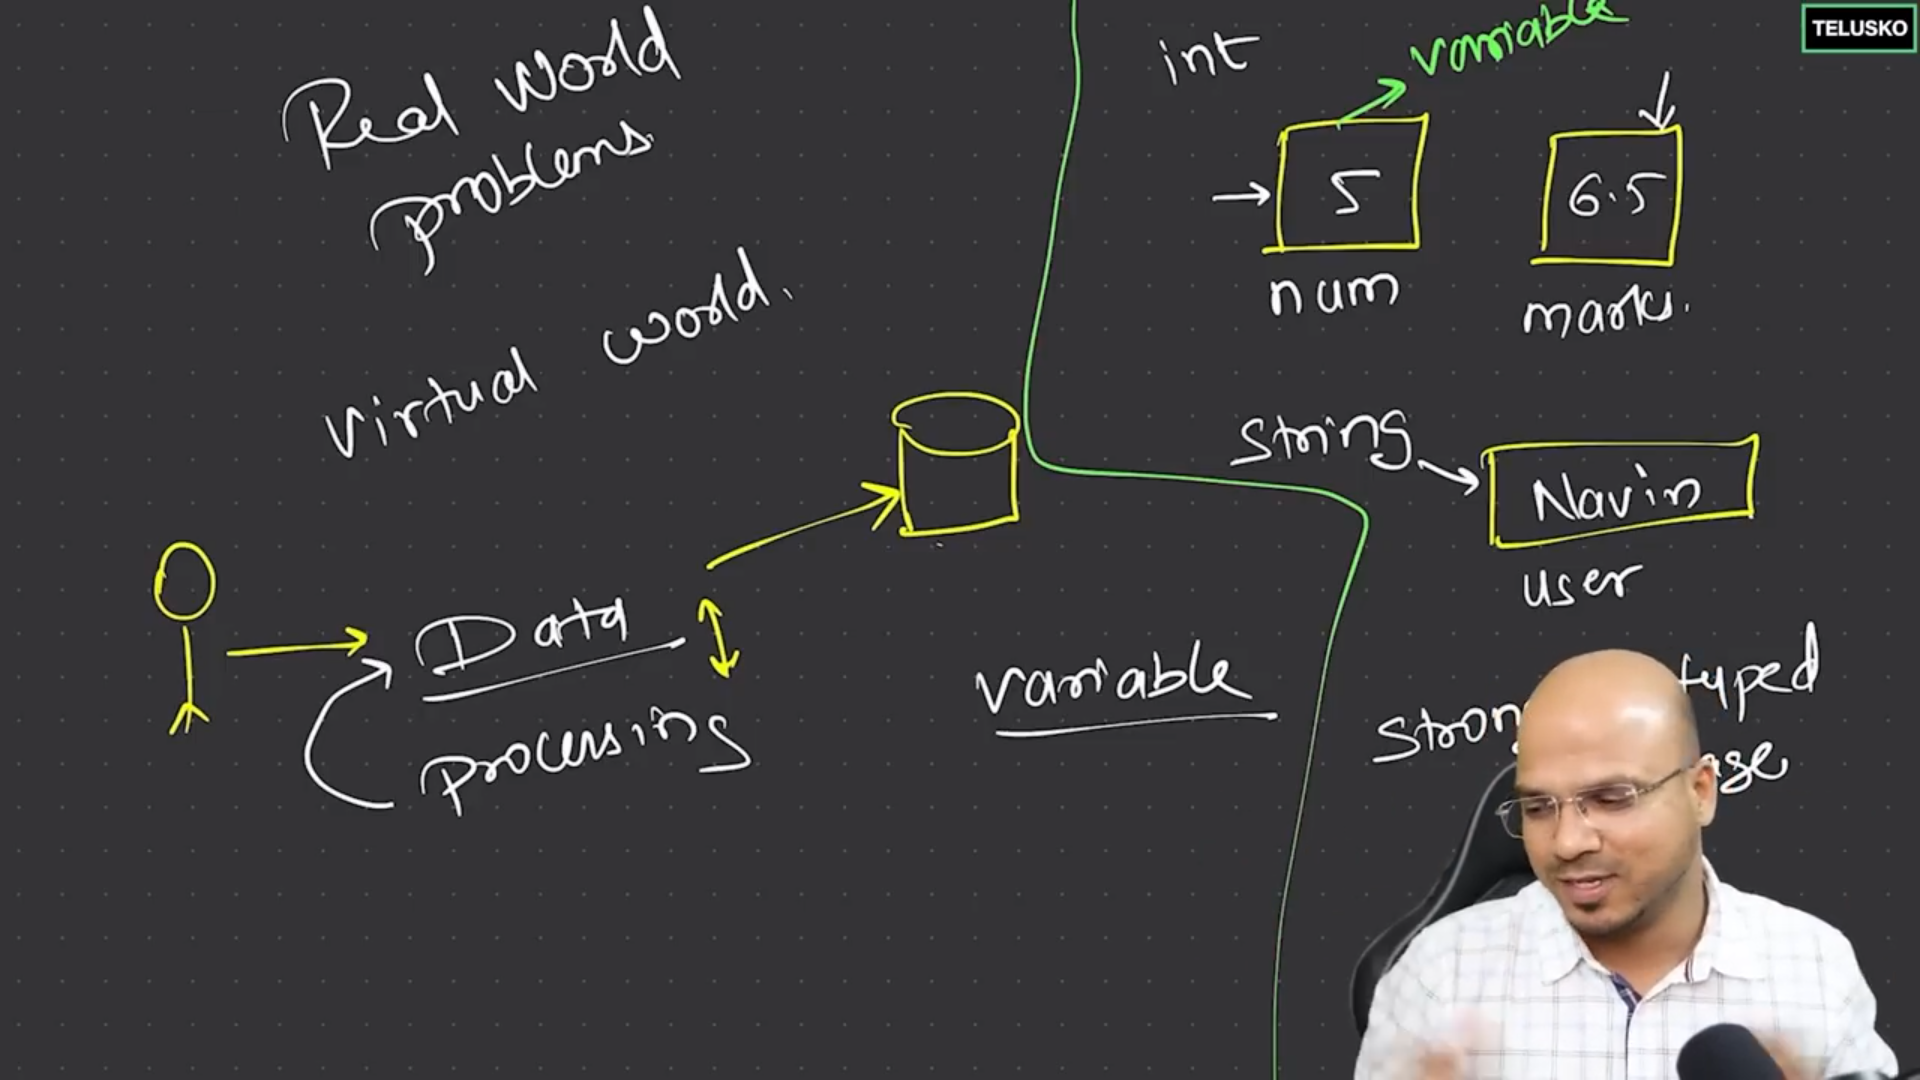 Real World
problems.
Virtual world.
Data
processing
variable
TELUSKO
int
variable
5
6.5
num
marks.
String
Navin
user
typed